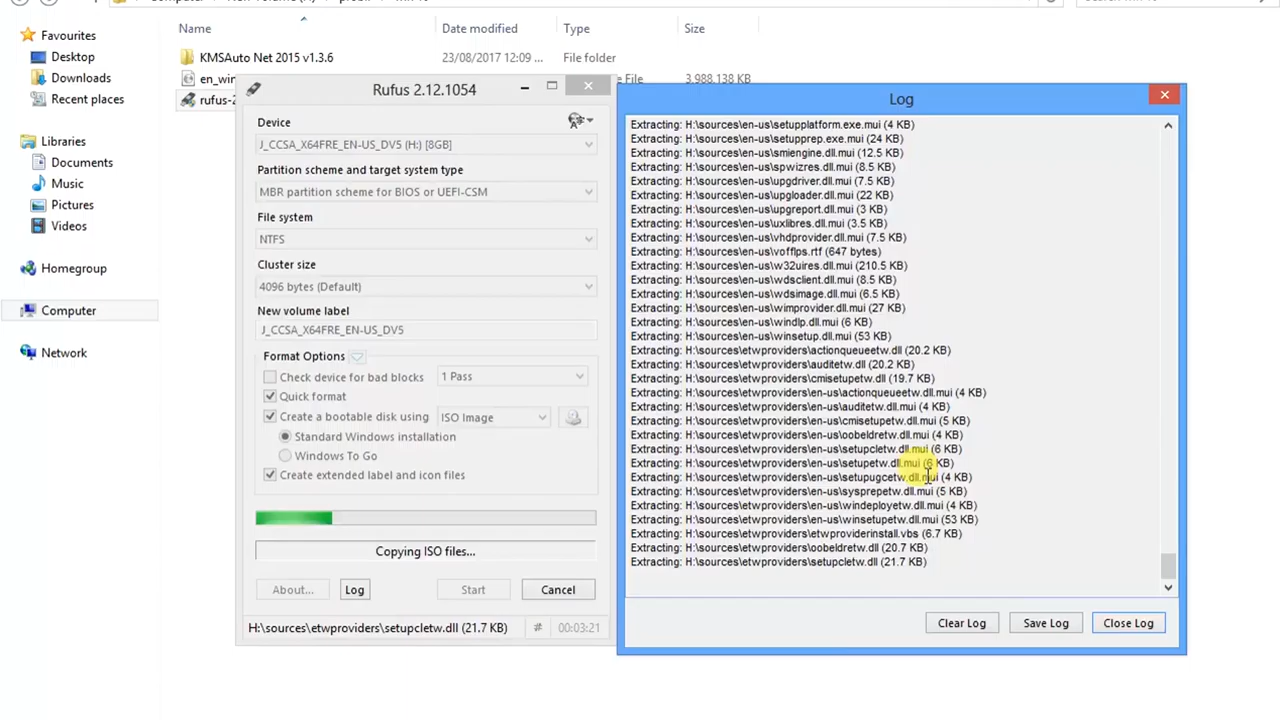 Name
Date modified
Type
Size
Favourites
Desktop
Downloads
Recent places
Libraries
Documents
Music
Pictures
Videos
Homegroup
Computer
Network
KMSAuto Net 2015 v1.3.6
23/08/2017 12:09 ...
File folder
en_win
e File
3,988,138 KB
rufus-2
Rufus 2.12.1054
Device
J_CCSA_X64FRE_EN-US_DV5 (H:) [8GB]
Partition scheme and target system type
MBR partition scheme for BIOS or UEFI-CSM
File system
NTFS
Cluster size
4096 bytes (Default)
New volume label
J_CCSA_X64FRE_EN-US_DV5
Format Options
Check device for bad blocks
1 Pass
Quick format
Create a bootable disk using
ISO Image
Standard Windows installation
Windows To Go
Create extended label and icon files
Copying ISO files...
About...
Log
Start
Cancel
H:\sources\etwproviders\setupcletw.dll (21.7 KB)
#
00:03:21
Log
Extracting: H:\sources\en-us\setupplatform.exe.mui (4 KB)
Extracting: H:\sources\en-us\setupprep.exe.mui (24 KB)
Extracting: H:\sources\en-us\smiengine.dll.mui (12.5 KB)
Extracting: H:\sources\en-us\spwizres.dll.mui (8.5 KB)
Extracting: H:\sources\en-us\upgdriver.dll.mui (7.5 KB)
Extracting: H:\sources\en-us\upgloader.dll.mui (22 KB)
Extracting: H:\sources\en-us\upgreport.dll.mui (3 KB)
Extracting: H:\sources\en-us\uxlibres.dll.mui (3.5 KB)
Extracting: H:\sources\en-us\vhdprovider.dll.mui (7.5 KB)
Extracting: H:\sources\en-us\vofflps.rtf (647 bytes)
Extracting: H:\sources\en-us\w32uires.dll.mui (210.5 KB)
Extracting: H:\sources\en-us\wdsclient.dll.mui (8.5 KB)
Extracting: H:\sources\en-us\wdsimage.dll.mui (6.5 KB)
Extracting: H:\sources\en-us\wimprovider.dll.mui (27 KB)
Extracting: H:\sources\en-us\windlp.dll.mui (6 KB)
Extracting: H:\sources\en-us\winsetup.dll.mui (53 KB)
Extracting: H:\sources\etwproviders\actionqueueetw.dll (20.2 KB)
Extracting: H:\sources\etwproviders\auditetw.dll (20.2 KB)
Extracting: H:\sources\etwproviders\cmisetupetw.dll (19.7 KB)
Extracting: H:\sources\etwproviders\en-us\actionqueueetw.dll.mui (4 KB)
Extracting: H:\sources\etwproviders\en-us\auditetw.dll.mui (4 KB)
Extracting: H:\sources\etwproviders\en-us\cmisetupetw.dll.mui (5 KB)
Extracting: H:\sources\etwproviders\en-us\oobeldretw.dll.mui (4 KB)
Extracting: H:\sources\etwproviders\en-us\setupcletw.dll.mui (6 KB)
Extracting: H:\sources\etwproviders\en-us\setupetw.dll.mui (6 KB)
Extracting: H:\sources\etwproviders\en-us\setupugcetw.dll.mui (4 KB)
Extracting: H:\sources\etwproviders\en-us\sysprepetw.dll.mui (5 KB)
Extracting: H:\sources\etwproviders\en-us\windeployetw.dll.mui (4 KB)
Extracting: H:\sources\etwproviders\en-us\winsetupetw.dll.mui (53 KB)
Extracting: H:\sources\etwproviders\etwproviderinstall.vbs (6.7 KB)
Extracting: H:\sources\etwproviders\oobeldretw.dll (20.7 KB)
Extracting: H:\sources\etwproviders\setupcletw.dll (21.7 KB)
Clear Log
Save Log
Close Log